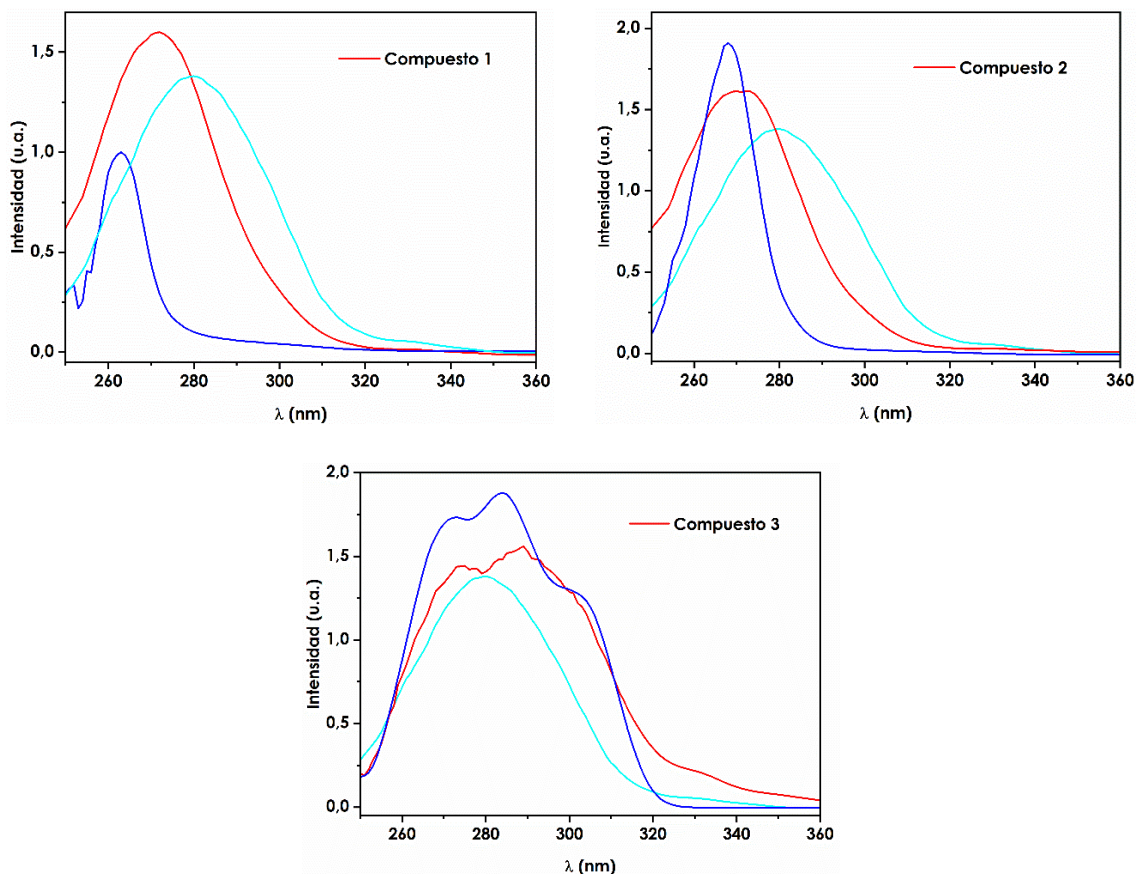 Compuesto 1
Intensidad (u.a.)
1,5
1,0
0,5
0,0
260 280 300 320 340 360
λ (nm)
Compuesto 2
Intensidad (u.a.)
2,0
1,5
1,0
0,5
0,0
260 280 300 320 340 360
λ (nm)
Compuesto 3
Intensidad (u.a.)
2,0
1,5
1,0
0,5
0,0
260 280 300 320 340 360
λ (nm)